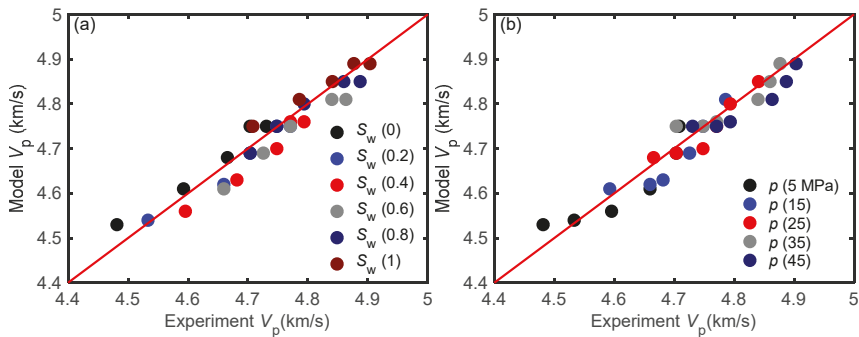 (a)
5
4.9
4.8
4.7
4.6
4.5
4.4
Model Vp (km/s)
Sw (0)
Sw (0.2)
Sw (0.4)
Sw (0.6)
Sw (0.8)
Sw (1)
4.4 4.5 4.6 4.7 4.8 4.9 5
Experiment Vp(km/s)
(b)
5
4.9
4.8
4.7
4.6
4.5
4.4
Model Vp (km/s)
p (5 MPa)
p (15)
p (25)
p (35)
p (45)
4.4 4.5 4.6 4.7 4.8 4.9 5
Experiment Vp(km/s)